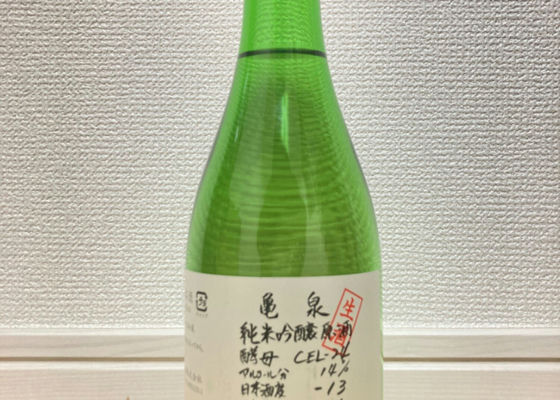 亀泉
生酒
純米吟醸原酒
酵母 CEL-24
アルコール分 14%
日本酒度 -13